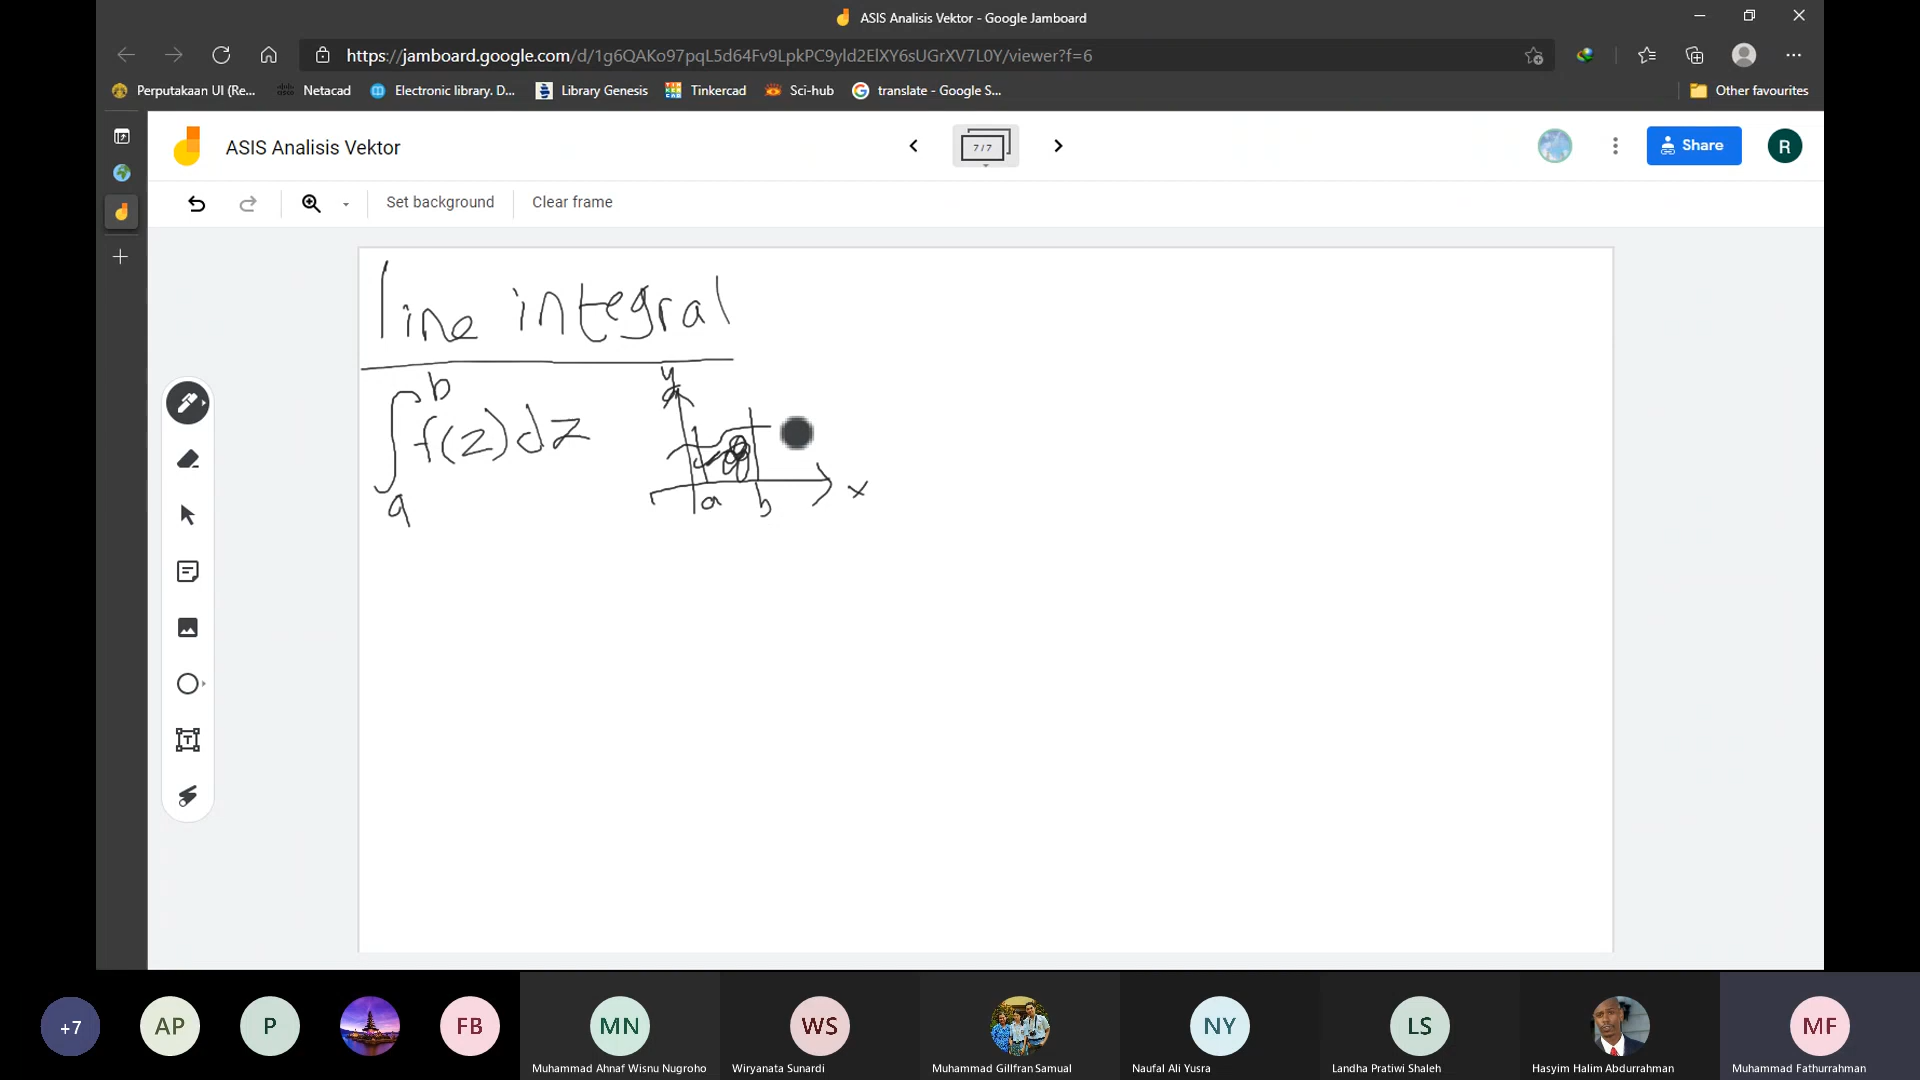 ASIS Analisis Vektor - Google Jamboard
https://jamboard.google.com/d/1g6QAKo97pqL5d64Fv9LpkPC9yld2ElXY6sUGrXV7L0Y/viewer?f=6
Perputakaan UI (Re... Netacad Electronic library. D... Library Genesis Tinkercad Sci-hub translate - Google S... Other favourites
ASIS Analisis Vektor 7 / 7 Share R
Set background Clear frame
line integral
∫ₐᵇ f(z)dz
y
x
a b
+7 AP P FB MN WS NY LS MF
Muhammad Ahnaf Wisnu Nugroho Wiryanata Sunardi Muhammad Gillfran Samual Naufal Ali Yusra Landha Pratiwi Shaleh Hasyim Halim Abdurrahman Muhammad Fathurrahman